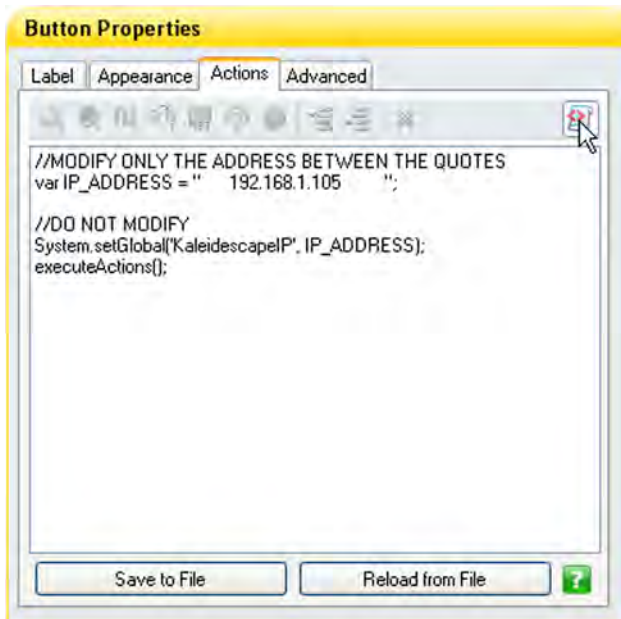 Button Properties
Label Appearance Actions Advanced
//MODIFY ONLY THE ADDRESS BETWEEN THE QUOTES
var IP_ADDRESS = "    192.168.1.105    ";
//DO NOT MODIFY
System.setGlobal('KaleidescapeIP', IP_ADDRESS);
executeActions();
Save to File Reload from File ?